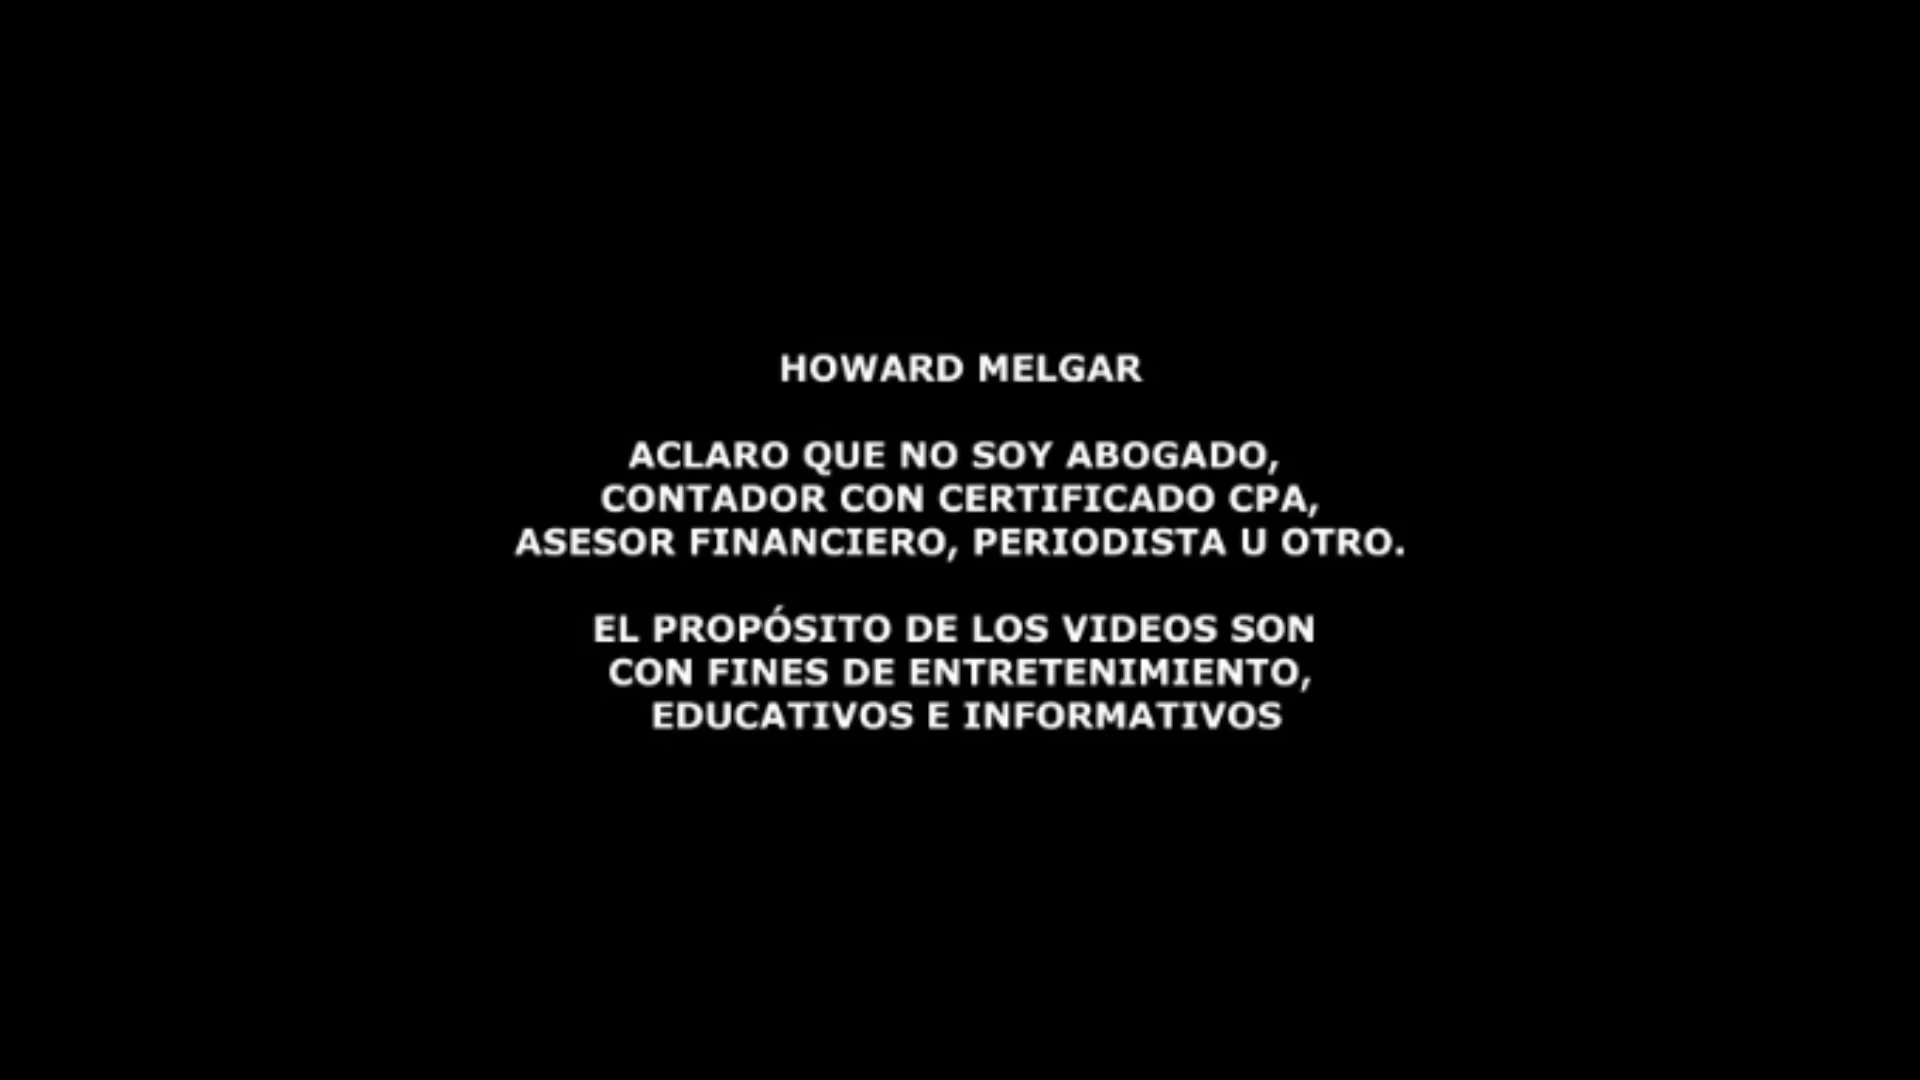 HOWARD MELGAR
ACLARO QUE NO SOY ABOGADO,
CONTADOR CON CERTIFICADO CPA,
ASESOR FINANCIERO, PERIODISTA U OTRO.
EL PROPÓSITO DE LOS VIDEOS SON
CON FINES DE ENTRETENIMIENTO,
EDUCATIVOS E INFORMATIVOS